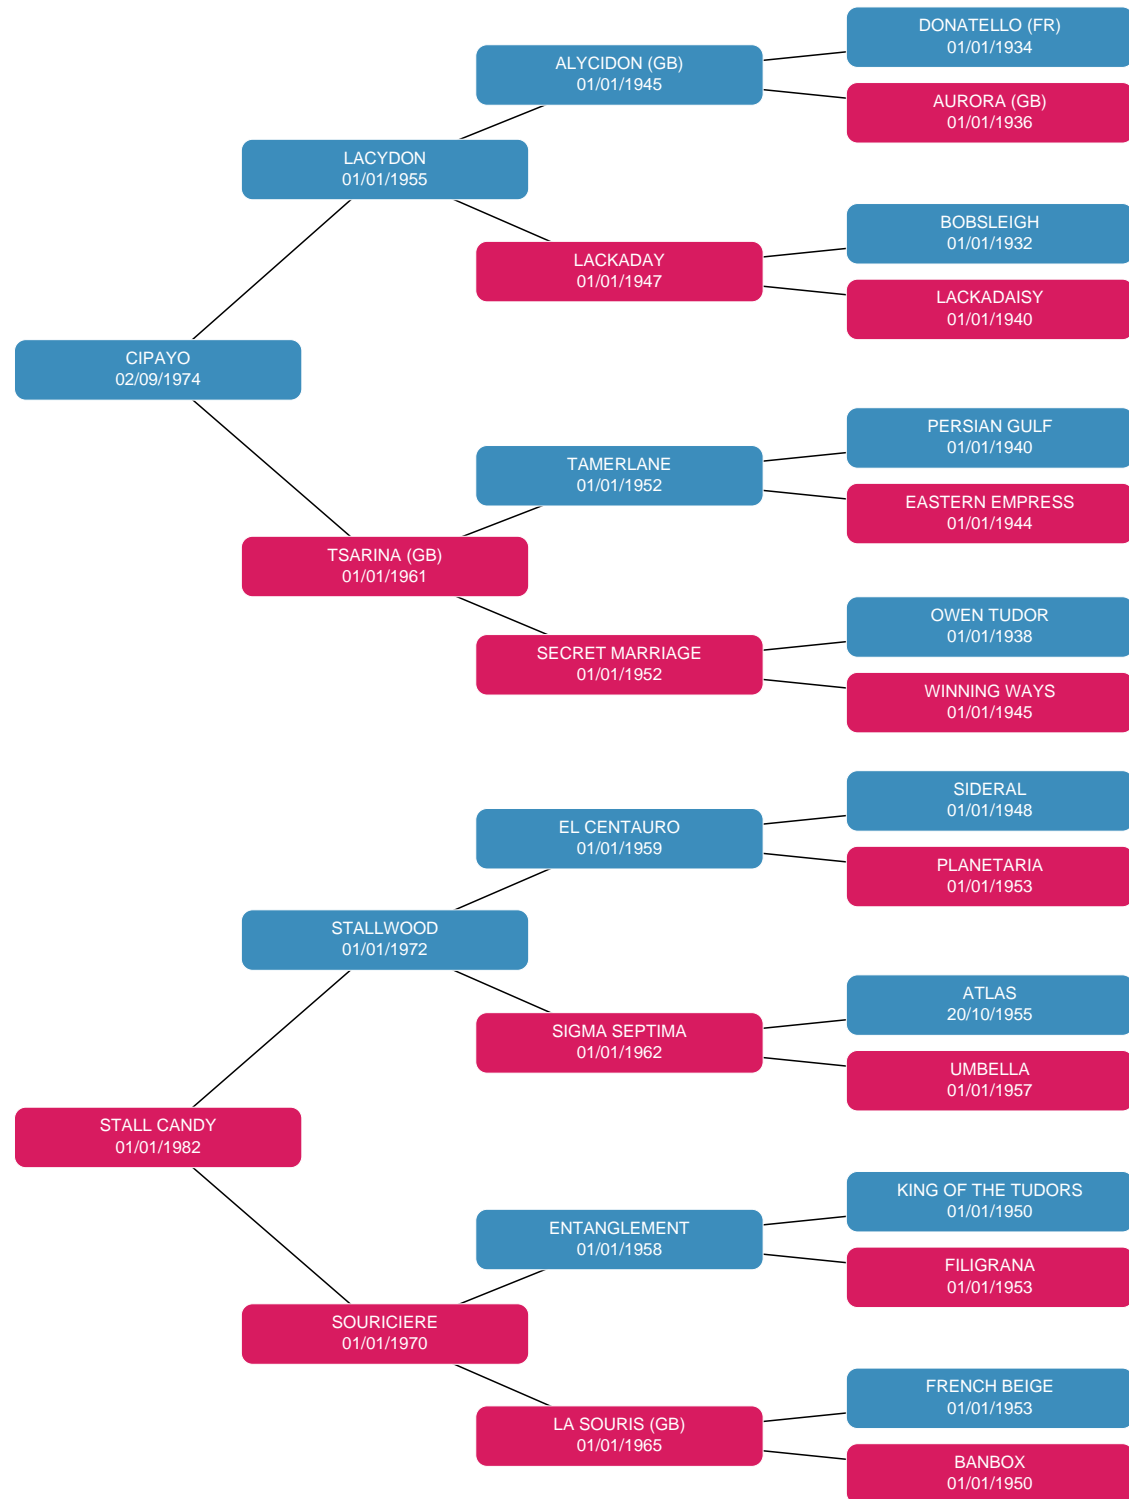 DONATELLO (FR)
01/01/1934
ALYCIDON (GB)
01/01/1945
AURORA (GB)
01/01/1936
LACYDON
01/01/1955
BOBSLEIGH
01/01/1932
LACKADAY
01/01/1947
LACKADAISY
01/01/1940
CIPAYO
02/09/1974
PERSIAN GULF
01/01/1940
TAMERLANE
01/01/1952
EASTERN EMPRESS
01/01/1944
TSARINA (GB)
01/01/1961
OWEN TUDOR
01/01/1938
SECRET MARRIAGE
01/01/1952
WINNING WAYS
01/01/1945
SIDERAL
01/01/1948
EL CENTAURO
01/01/1959
PLANETARIA
01/01/1953
STALLWOOD
01/01/1972
ATLAS
20/10/1955
SIGMA SEPTIMA
01/01/1962
UMBELLA
01/01/1957
STALL CANDY
01/01/1982
KING OF THE TUDORS
01/01/1950
ENTANGLEMENT
01/01/1958
FILIGRANA
01/01/1953
SOURICIERE
01/01/1970
FRENCH BEIGE
01/01/1953
LA SOURIS (GB)
01/01/1965
BANBOX
01/01/1950